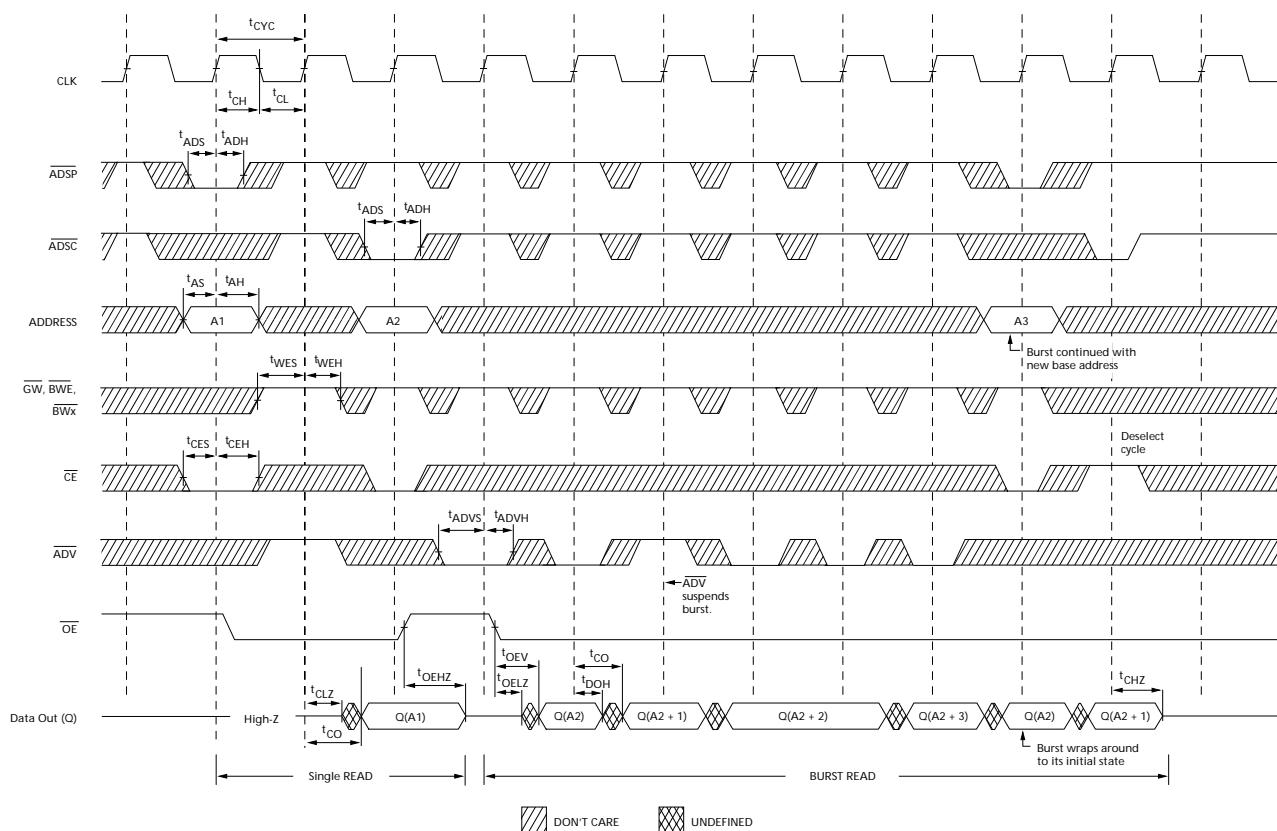 tCYC
CLK
tCH
tCL
tADS
tADH
ADSP
tADS
tADH
ADSC
tAS
tAH
ADDRESS
A1
A2
A3
Burst continued with
new base address
tWES
tWEH
GW, BWE,
BWx
tCES
tCEH
Deselect
cycle
CE
tADVS
tADVH
ADV
ADV
suspends
burst.
OE
tOEHZ
tOEV
tOELZ
tCO
tDOH
tCLZ
tCHZ
Data Out (Q)
High-Z
Q(A1)
Q(A2)
Q(A2 + 1)
Q(A2 + 2)
Q(A2 + 3)
Q(A2)
Q(A2 + 1)
tCO
Burst wraps around
to its initial state
Single READ
BURST READ
DON'T CARE
UNDEFINED